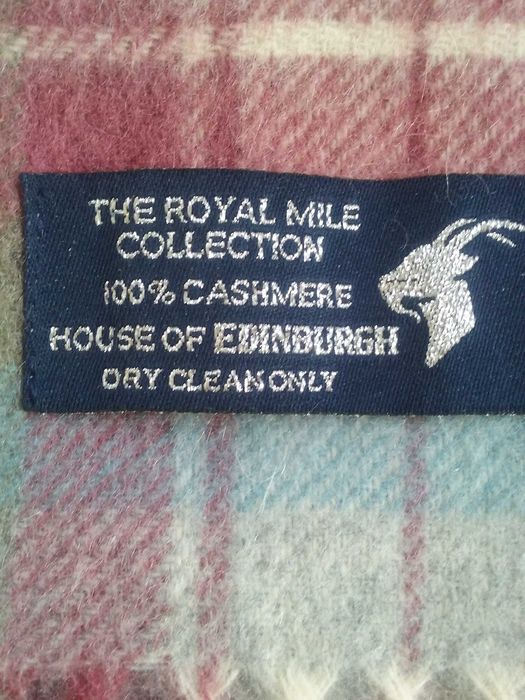 THE ROYAL MILE
COLLECTION
100% CASHMERE
HOUSE OF EDINBURGH
DRY CLEAN ONLY